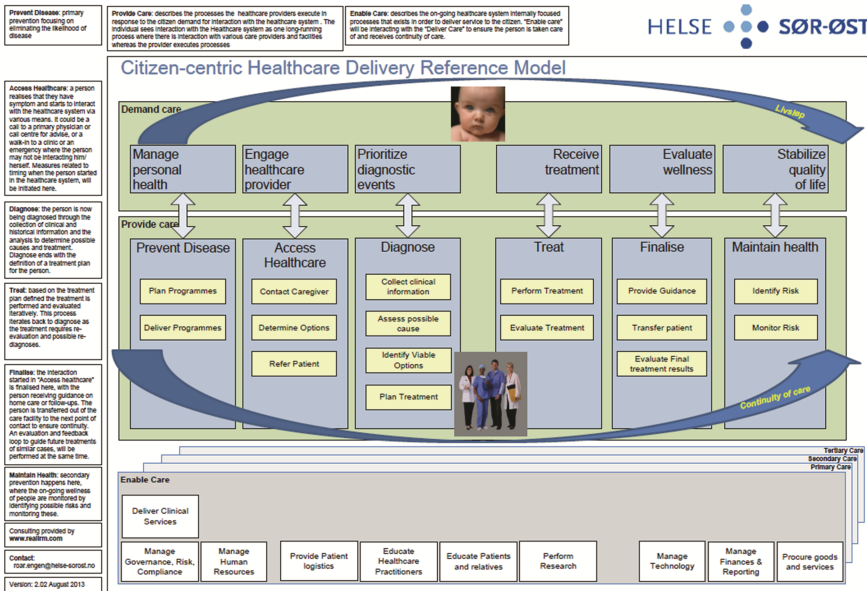 Prevent Disease: primary
prevention focusing on
eliminating the likelihood of
disease
Provide Care: describes the processes the healthcare providers execute in
response to the citizen demand for interaction with the healthcare system . The
individual sees interaction with the Healthcare system as one long-running
process where there is interaction with various care providers and facilities
whereas the provider executes processes
Enable Care: describes the on-going healthcare system internally focused
processes that exists in order to deliver service to the citizen. "Enable care"
will be interacting with the "Deliver Care" to ensure the person is taken care
of and receives continuity of care.
HELSE SØR-ØST
Citizen-centric Healthcare Delivery Reference Model
Access Healthcare: a person
realises that they have
symptom and starts to interact
with the healthcare system via
various means. It could be a
call to a primary physician or
call centre for advise, or a
walk-in to a clinic or an
emergency where the person
may not be interacting him/
herself. Measures related to
timing when the person started
in the healthcare system, will
be initiated here.
Diagnose: the person is now
being diagnosed through the
collection of clinical and
historical information and the
analysis to determine possible
causes and treatment.
Diagnose ends with the
definition of a treatment plan
for the person.
Treat: based on the treatment
plan defined the treatment is
performed and evaluated
iteratively. This process
iterates back to diagnose as
the treatment requires re-
evaluation and possible re-
diagnoses.
Finalise: the interaction
started in "Access healthcare"
is finalised here, with the
person receiving guidance on
home care or follow-ups. The
person is transferred out of the
care facility to the next point of
contact to ensure continuity.
An evaluation and feedback
loop to guide future treatments
of similar cases, will be
performed at the same time.
Maintain Health: secondary
prevention happens here,
where the on-going wellness
of people are monitored by
identifying possible risks and
monitoring these.
Consulting provided by
www.realirm.com
Contact:
roar.engen@helse-sorost.no
Version: 2.02 August 2013
Demand care
Livsløp
Manage
personal
health
Engage
healthcare
provider
Prioritize
diagnostic
events
Receive
treatment
Evaluate
wellness
Stabilize
quality
of life
Provide care
Prevent Disease
Plan Programmes
Deliver Programmes
Access
Healthcare
Contact Caregiver
Determine Options
Refer Patient
Diagnose
Collect clinical
information
Assess possible
cause
Identify Viable
Options
Plan Treatment
Treat
Perform Treatment
Evaluate Treatment
Finalise
Provide Guidance
Transfer patient
Evaluate Final
treatment results
Maintain health
Identify Risk
Monitor Risk
Continuity of care
Tertiary Care
Secondary Care
Primary Care
Enable Care
Deliver Clinical
Services
Manage
Governance, Risk,
Compliance
Manage
Human
Resources
Provide Patient
logistics
Educate
Healthcare
Practitioners
Educate Patients
and relatives
Perform
Research
Manage
Technology
Manage
Finances &
Reporting
Procure goods
and services